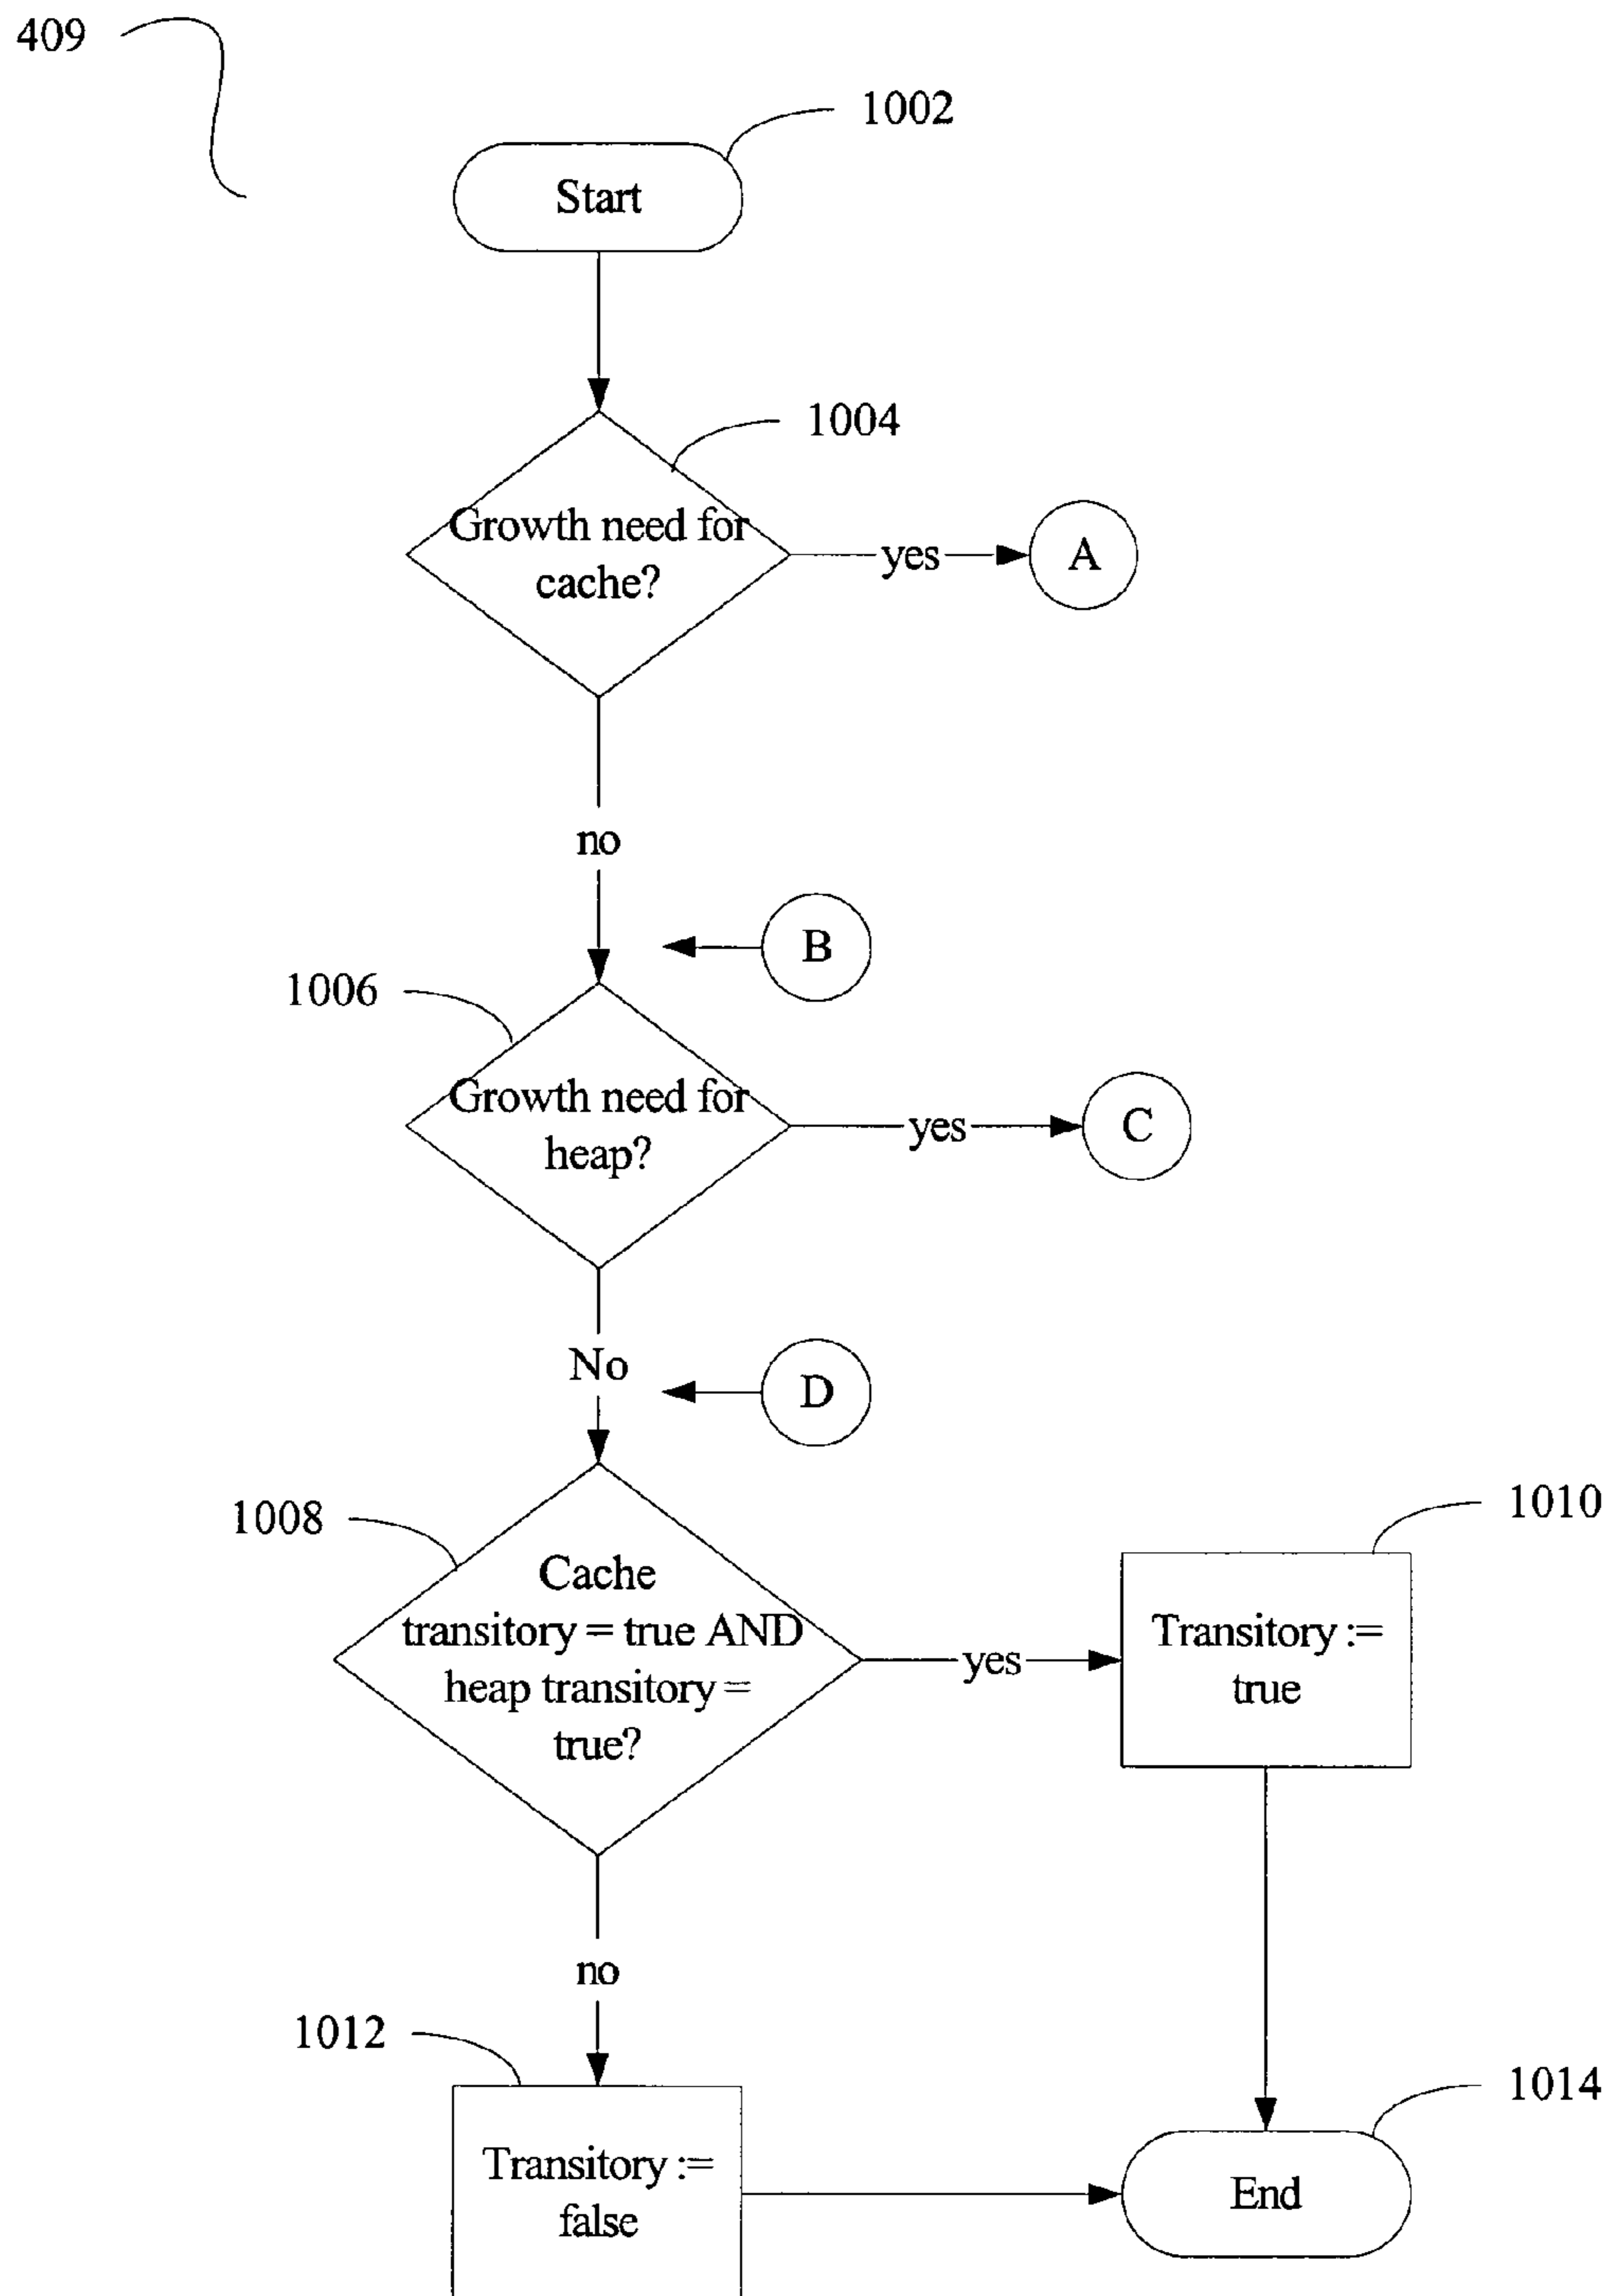 409
1002
Start
1004
Growth need for
cache?
yes
A
no
B
1006
Growth need for
heap?
yes
C
No
D
1008
Cache
transitory = true AND
heap transitory =
true?
yes
1010
Transitory :=
true
no
1012
Transitory :=
false
1014
End